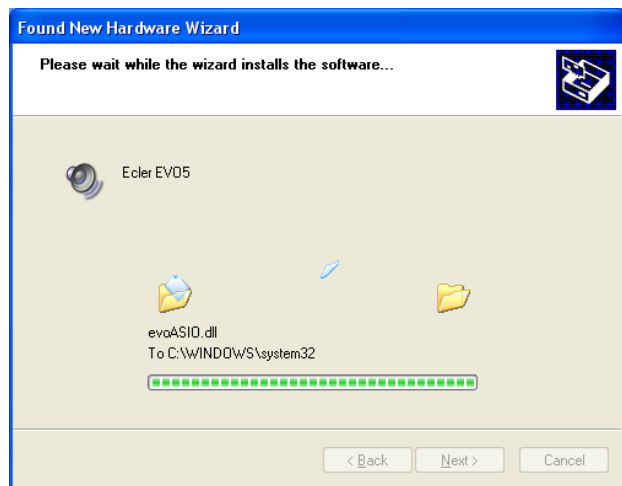 Found New Hardware Wizard
Please wait while the wizard installs the software...
Ecler EVO5
evoASIO.dll
To C:\WINDOWS\system32
< Back Next > Cancel